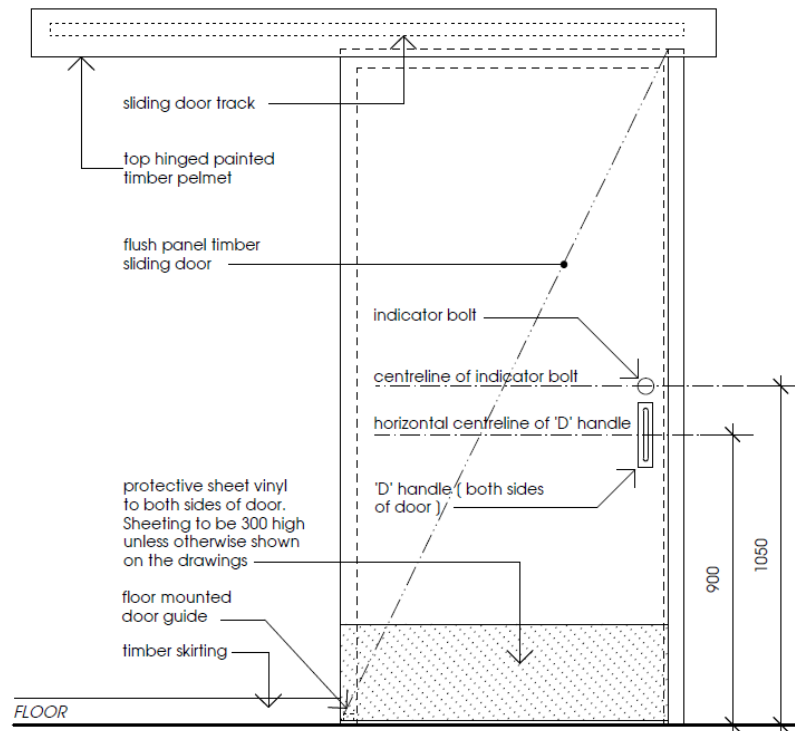 sliding door track
top hinged painted
timber pelmet
flush panel timber
sliding door
indicator bolt
centreline of indicator bolt
horizontal centreline of 'D' handle
protective sheet vinyl
to both sides of door.
Sheeting to be 300 high
unless otherwise shown
on the drawings
'D' handle ( both sides
of door )
900
1050
floor mounted
door guide
timber skirting
FLOOR